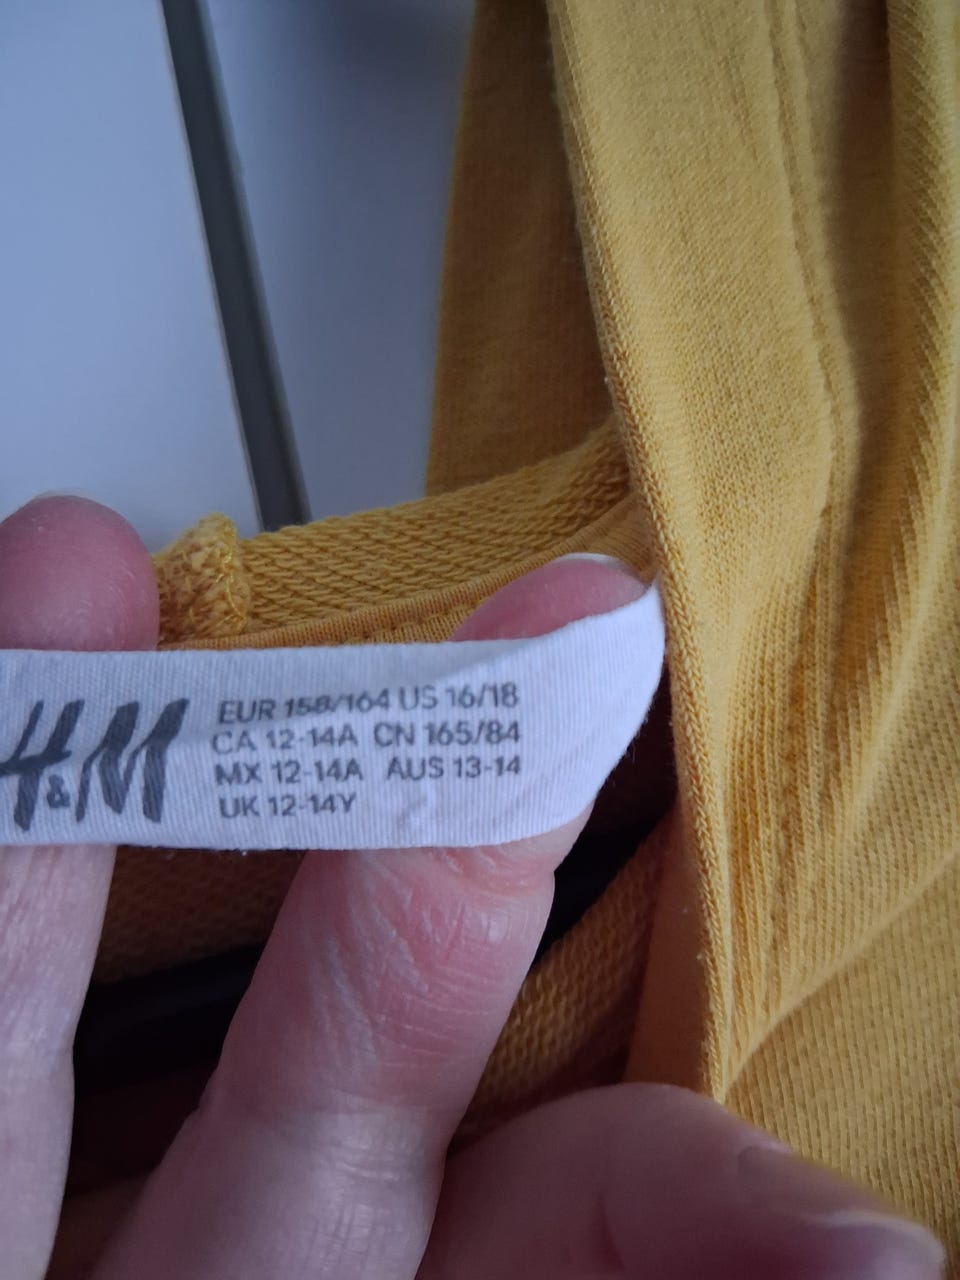 H&M
EUR 158/164 US 16/18
CA 12-14A CN 165/84
MX 12-14A AUS 13-14
UK 12-14Y